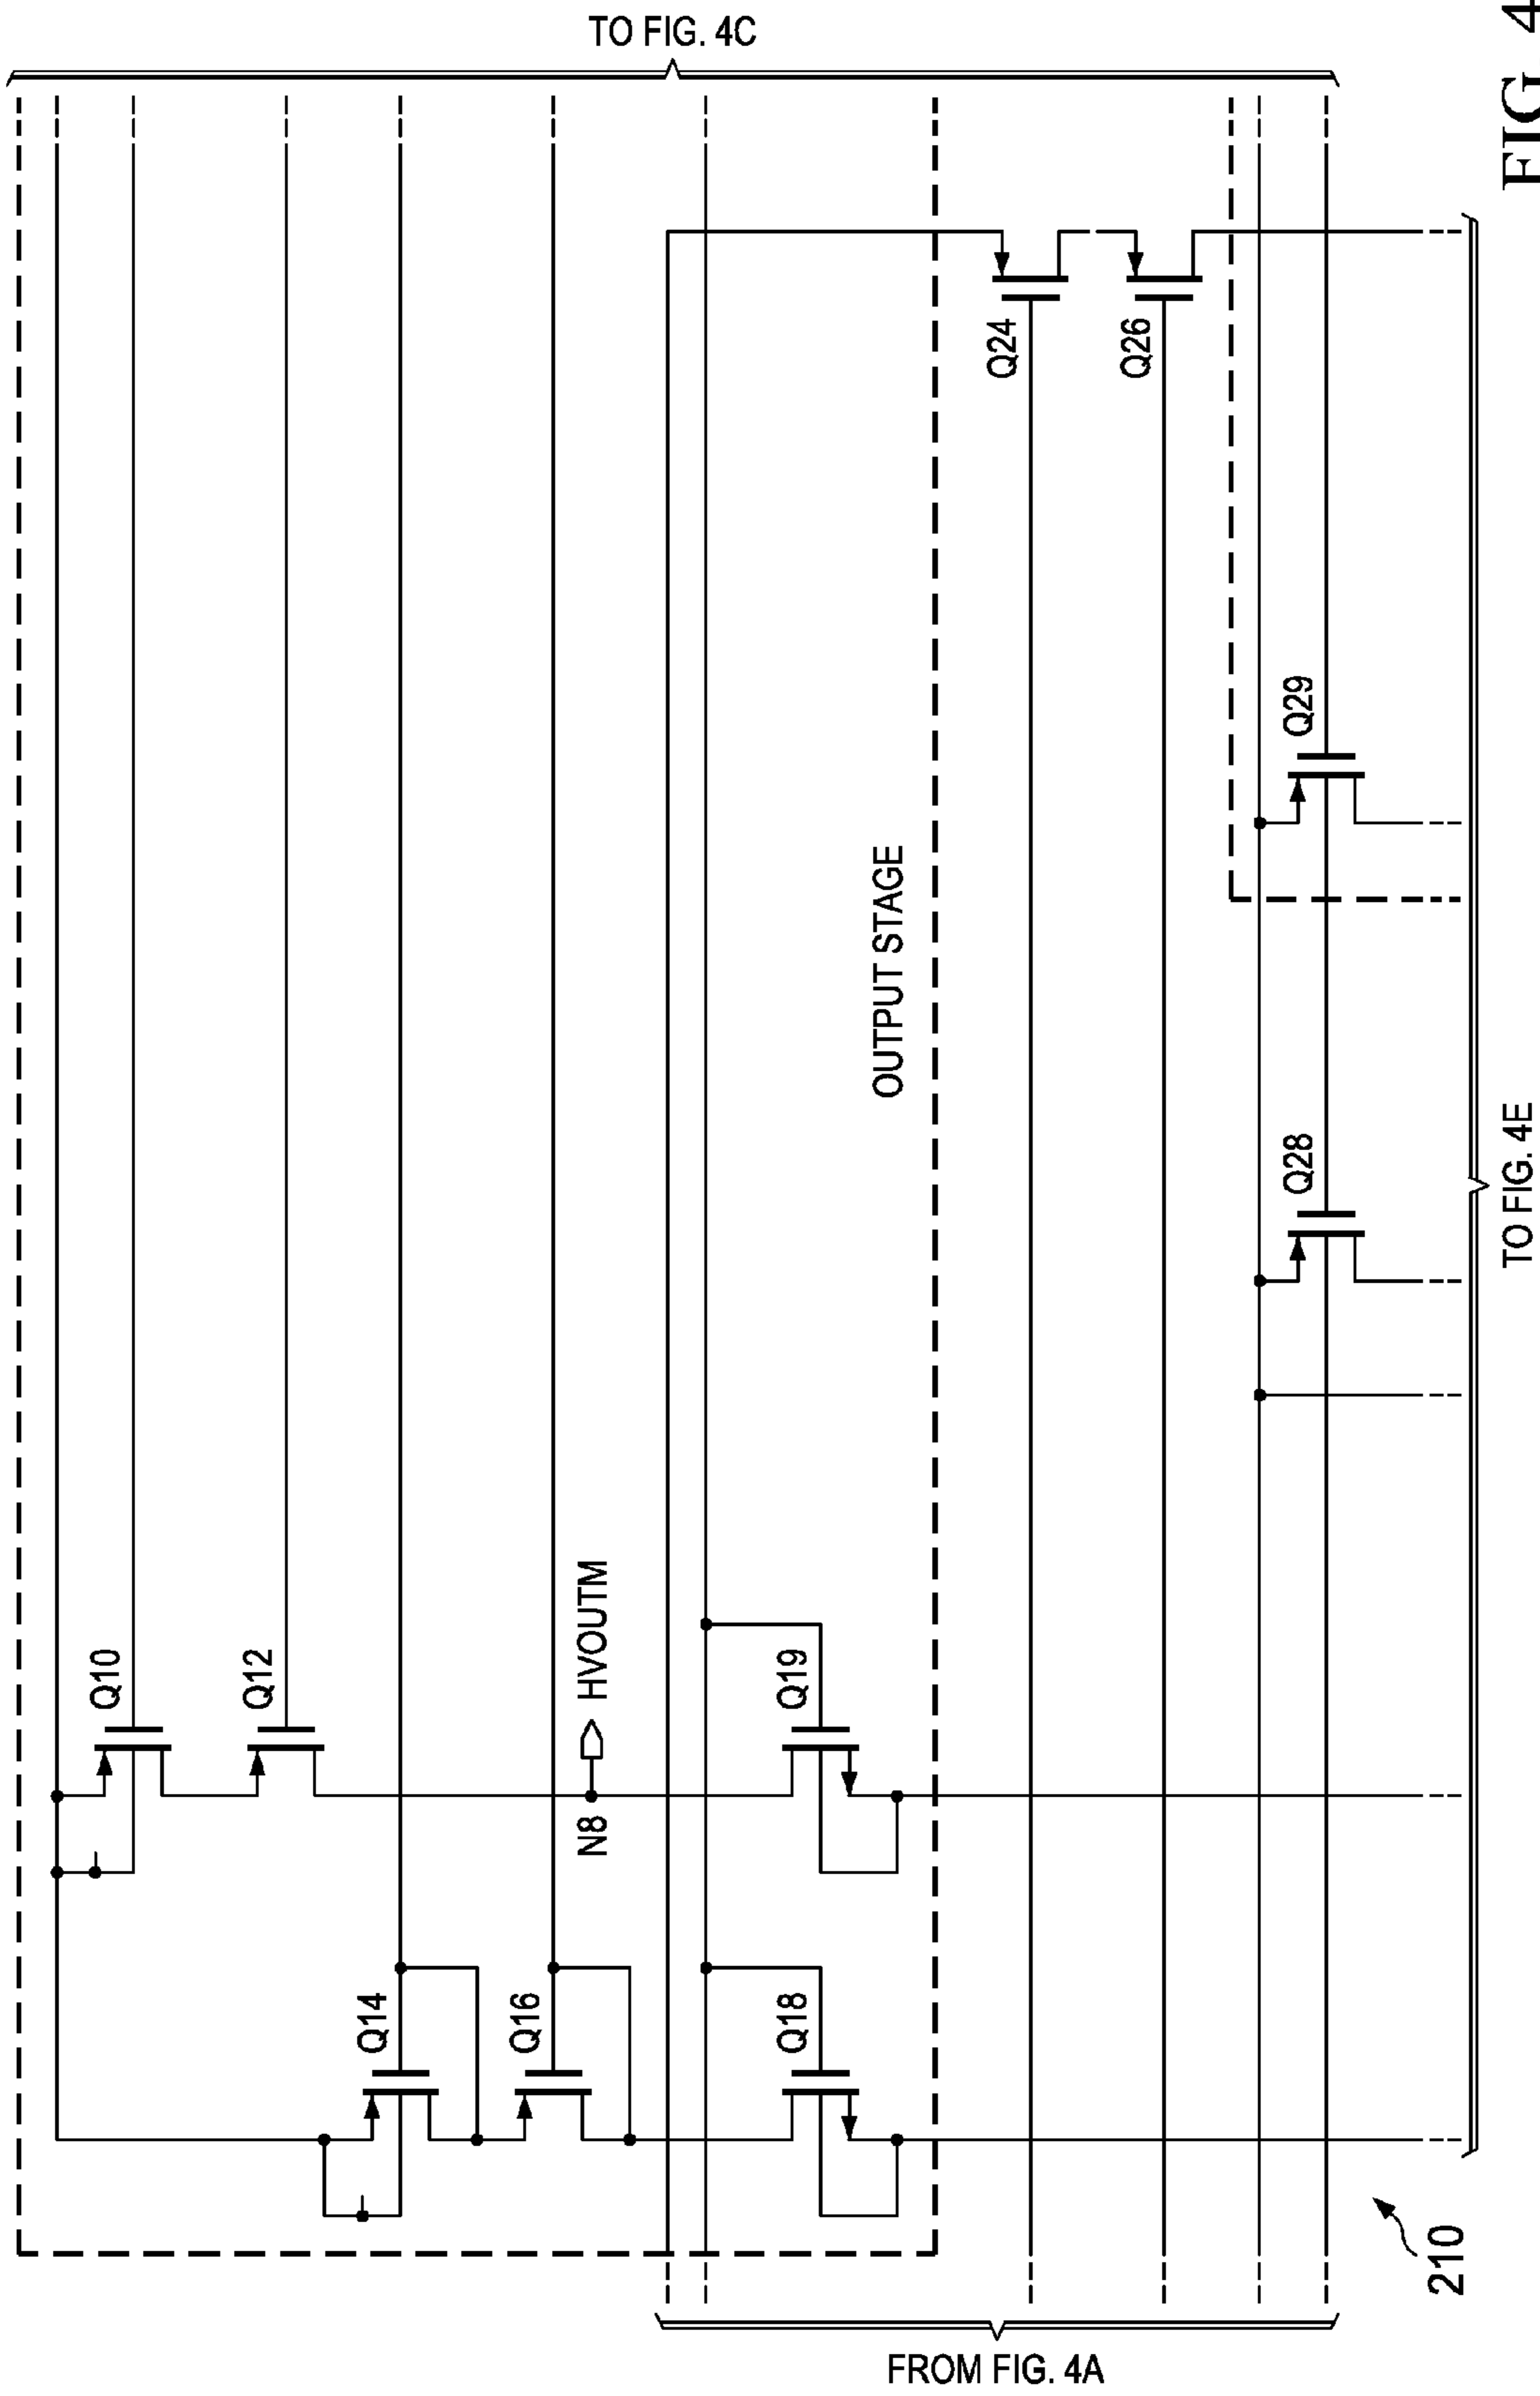 TO FIG. 4C
Q10
Q12
Q14
Q16
N8
HVOUTM
Q18
Q19
OUTPUT STAGE
Q24
Q26
Q28
Q29
FROM FIG. 4A
210
TO FIG. 4E
FIG. 4